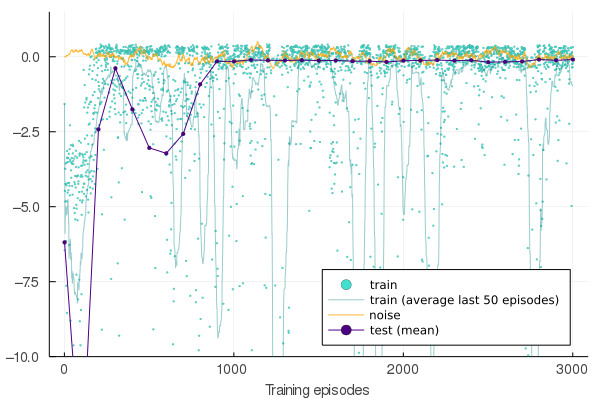 0.0
−2.5
−5.0
−7.5
−10.0
train
train (average last 50 episodes)
noise
test (mean)
0 1000 2000 3000
Training episodes